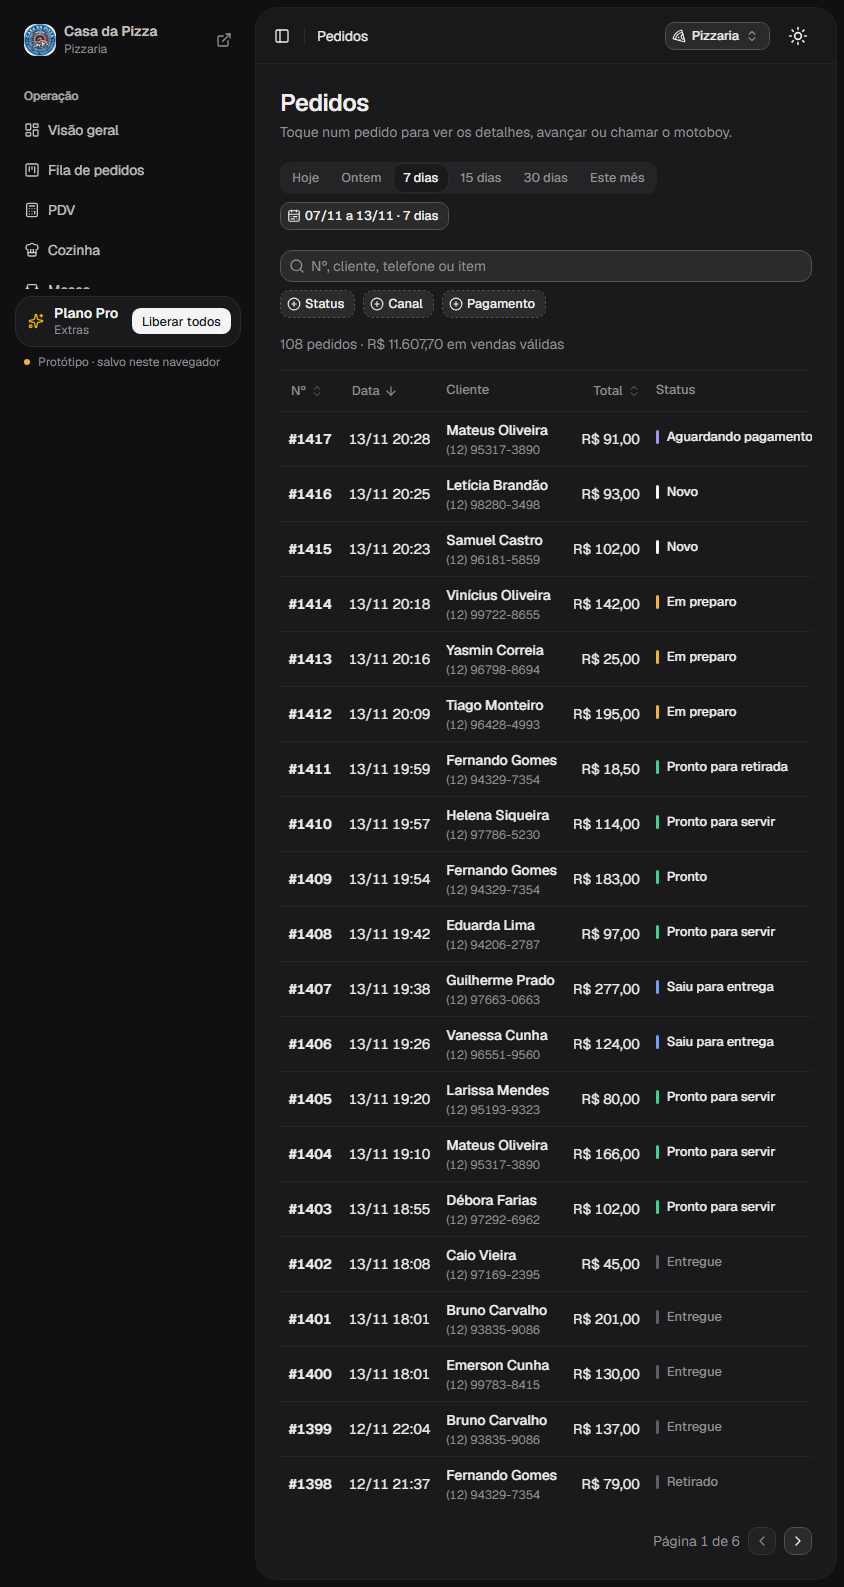 Casa da Pizza
Pizzaria
Operação
Visão geral
Fila de pedidos
PDV
Cozinha
Mesas
Plano Pro
Extras
Liberar todos
Protótipo · salvo neste navegador
Pedidos
Pizzaria
Pedidos
Toque num pedido para ver os detalhes, avançar ou chamar o motoboy.
Hoje Ontem 7 dias 15 dias 30 dias Este mês
07/11 a 13/11 · 7 dias
Nº, cliente, telefone ou item
Status Canal Pagamento
108 pedidos · R$ 11.607,70 em vendas válidas
Nº Data Cliente Total Status
#1417 13/11 20:28 Mateus Oliveira R$ 91,00 Aguardando pagamento
(12) 95317-3890
#1416 13/11 20:25 Letícia Brandão R$ 93,00 Novo
(12) 98280-3498
#1415 13/11 20:23 Samuel Castro R$ 102,00 Novo
(12) 96181-5859
#1414 13/11 20:18 Vinícius Oliveira R$ 142,00 Em preparo
(12) 99722-8655
#1413 13/11 20:16 Yasmin Correia R$ 25,00 Em preparo
(12) 96798-8694
#1412 13/11 20:09 Tiago Monteiro R$ 195,00 Em preparo
(12) 96428-4993
#1411 13/11 19:59 Fernando Gomes R$ 18,50 Pronto para retirada
(12) 94329-7354
#1410 13/11 19:57 Helena Siqueira R$ 114,00 Pronto para servir
(12) 97786-5230
#1409 13/11 19:54 Fernando Gomes R$ 183,00 Pronto
(12) 94329-7354
#1408 13/11 19:42 Eduarda Lima R$ 97,00 Pronto para servir
(12) 94206-2787
#1407 13/11 19:38 Guilherme Prado R$ 277,00 Saiu para entrega
(12) 97663-0663
#1406 13/11 19:26 Vanessa Cunha R$ 124,00 Saiu para entrega
(12) 96551-9560
#1405 13/11 19:20 Larissa Mendes R$ 80,00 Pronto para servir
(12) 95193-9323
#1404 13/11 19:10 Mateus Oliveira R$ 166,00 Pronto para servir
(12) 95317-3890
#1403 13/11 18:55 Débora Farias R$ 102,00 Pronto para servir
(12) 97292-6962
#1402 13/11 18:08 Caio Vieira R$ 45,00 Entregue
(12) 97169-2395
#1401 13/11 18:01 Bruno Carvalho R$ 201,00 Entregue
(12) 93835-9086
#1400 13/11 18:01 Emerson Cunha R$ 130,00 Entregue
(12) 99783-8415
#1399 12/11 22:04 Bruno Carvalho R$ 137,00 Entregue
(12) 93835-9086
#1398 12/11 21:37 Fernando Gomes R$ 79,00 Retirado
(12) 94329-7354
Página 1 de 6